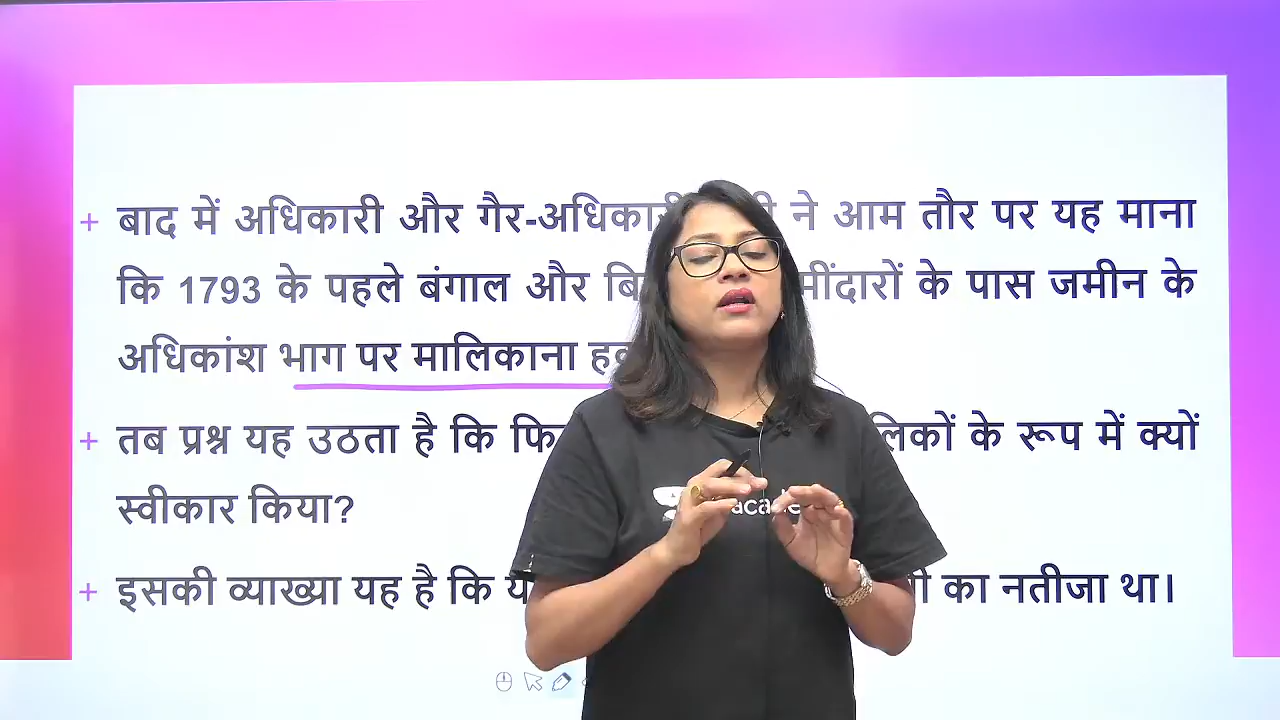 + बाद में अधिकारी और गैर-अधिकारी ने आम तौर पर यह माना
कि 1793 के पहले बंगाल और के पास जमीन के
अधिकांश भाग पर मालिकाना
+ तब प्रश्न यह उठता है कि के रूप में क्यों
स्वीकार किया?
+ इसकी व्याख्या यह है कि का नतीजा था।